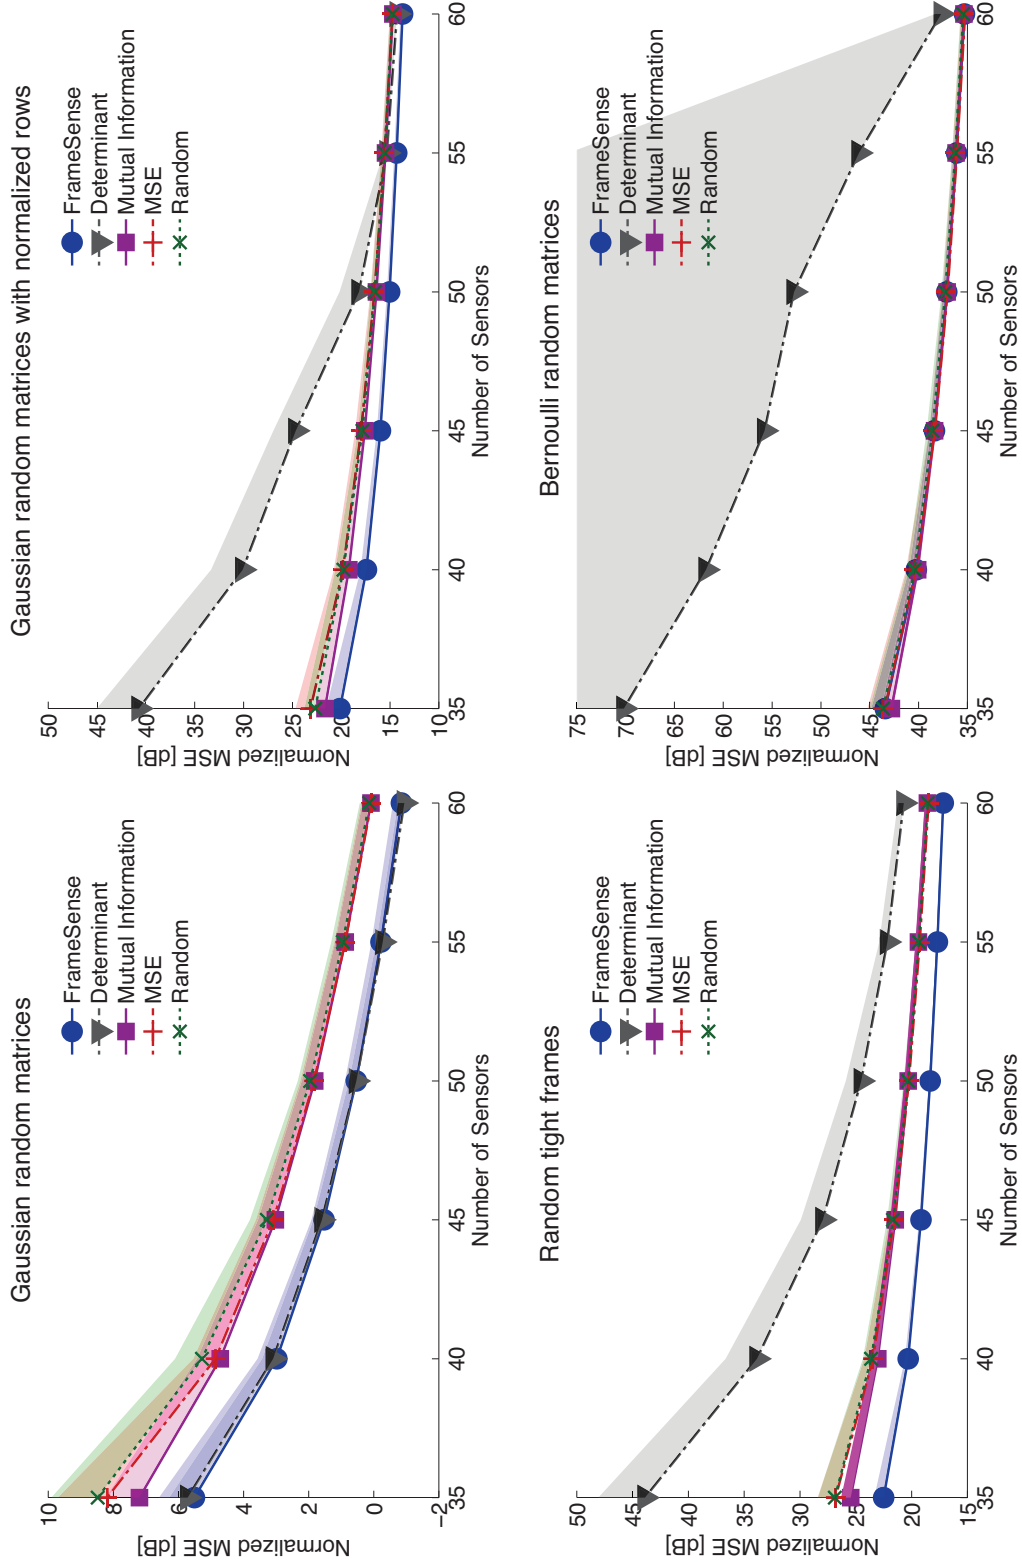 Gaussian random matrices
Normalized MSE [dB]
10
8
6
4
2
0
−2
FrameSense
Determinant
Mutual Information
MSE
Random
35 40 45 50 55 60
Number of Sensors
Gaussian random matrices with normalized rows
Normalized MSE [dB]
50
45
40
35
30
25
20
15
10
FrameSense
Determinant
Mutual Information
MSE
Random
35 40 45 50 55 60
Number of Sensors
Random tight frames
Normalized MSE [dB]
50
45
40
35
30
25
20
15
FrameSense
Determinant
Mutual Information
MSE
Random
35 40 45 50 55 60
Number of Sensors
Bernoulli random matrices
Normalized MSE [dB]
75
70
65
60
55
50
45
40
35
FrameSense
Determinant
Mutual Information
MSE
Random
35 40 45 50 55 60
Number of Sensors